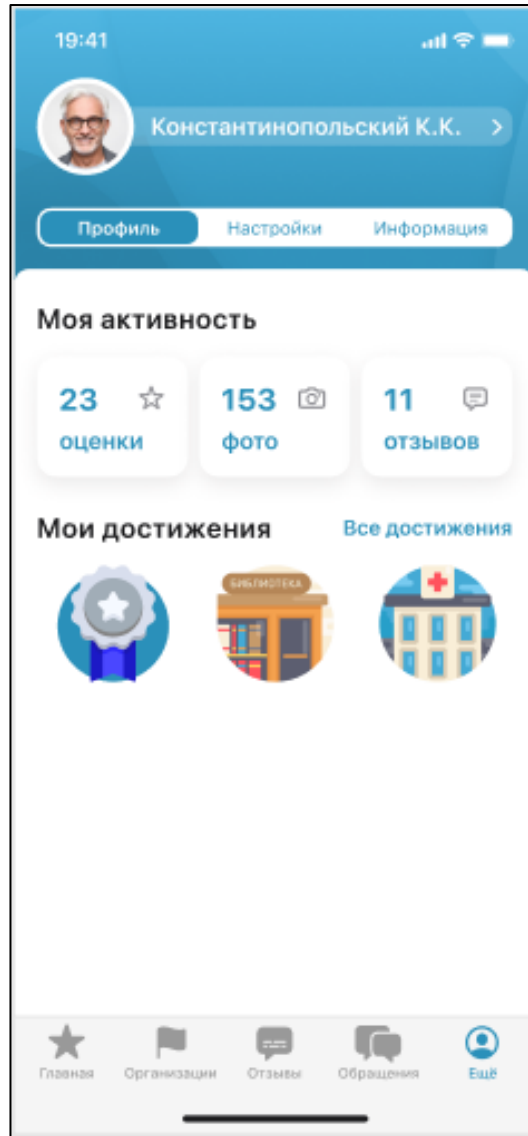 19:41
Константинопольский К.К.
Профиль Настройки Информация
Моя активность
23 153 11
оценки фото отзывов
Мои достижения Все достижения
БИБЛИОТЕКА
Главная Организации Отзывы Обращения Ещё